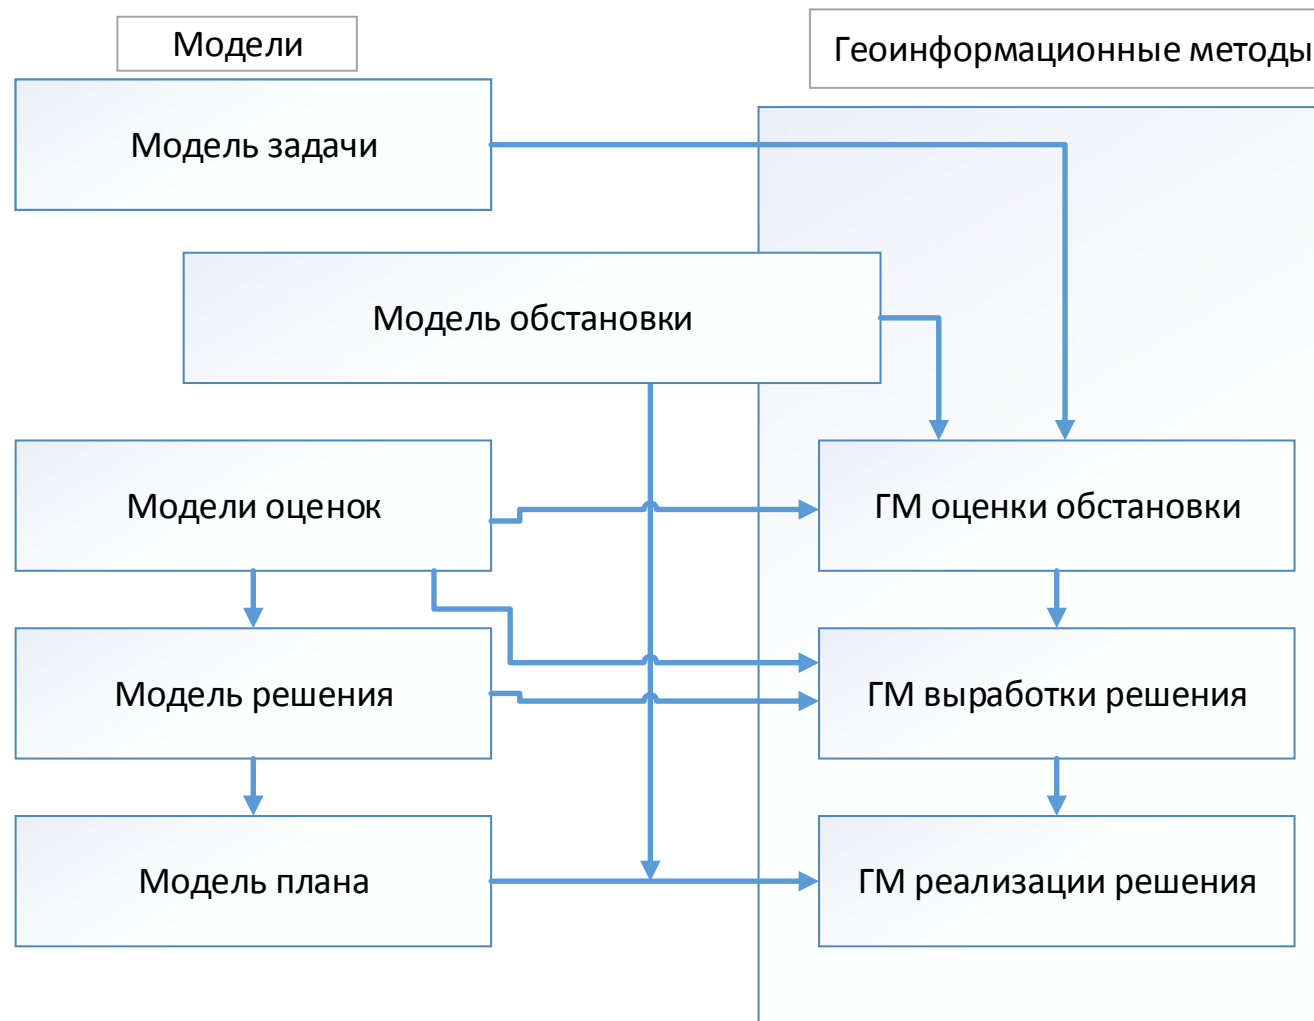 Модели
Геоинформационные методы
Модель задачи
Модель обстановки
Модели оценок
ГМ оценки обстановки
Модель решения
ГМ выработки решения
Модель плана
ГМ реализации решения